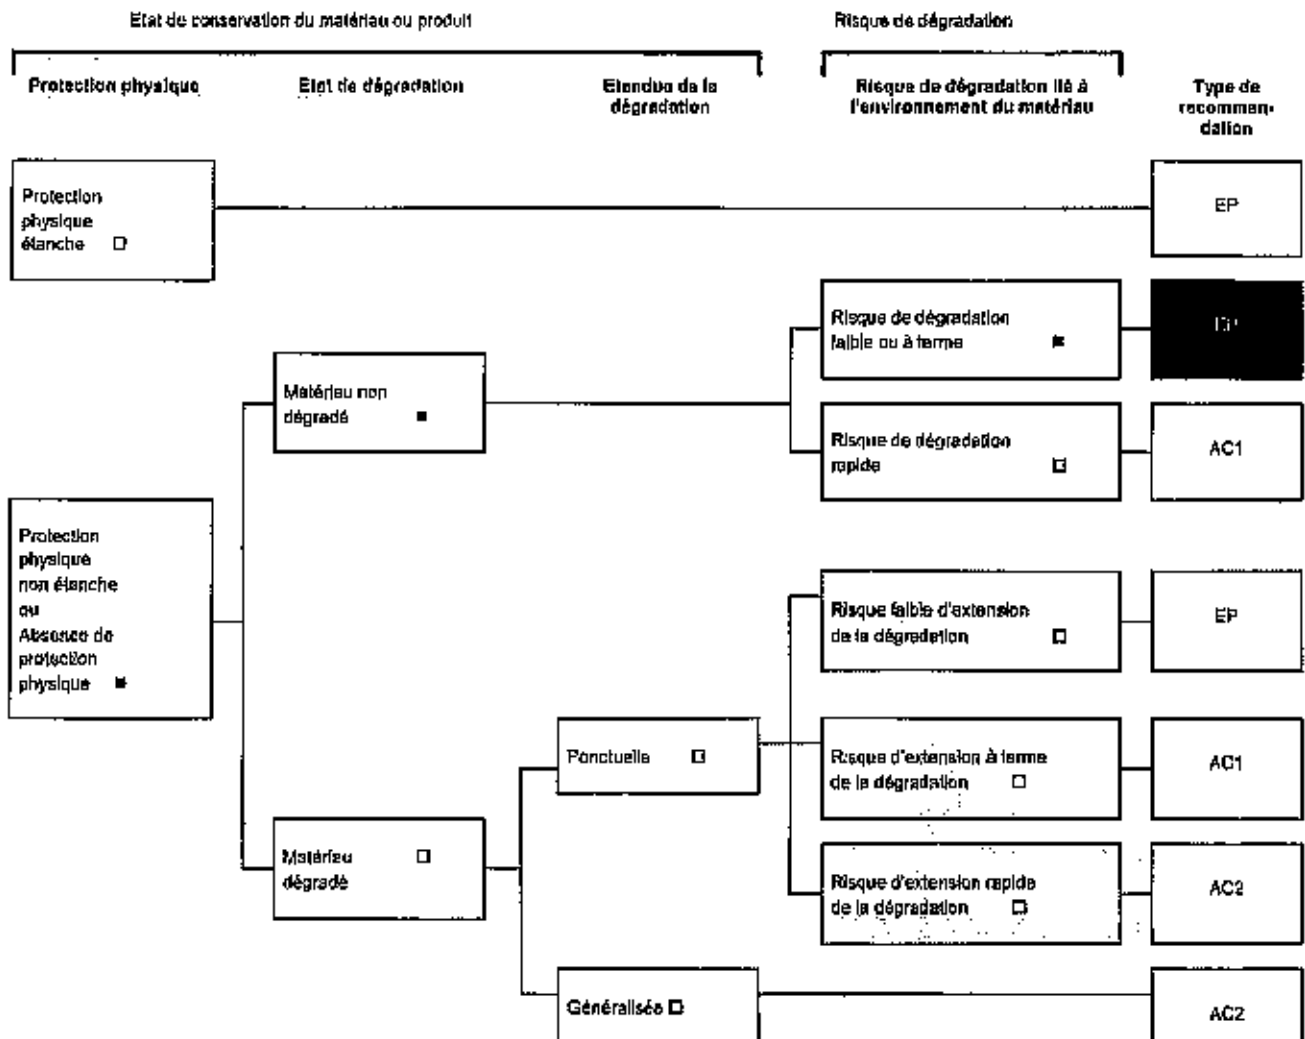 Etat de conservation du matériau ou produit
Risque de dégradation
Protection physique
Etat de dégradation
Etendue de la
dégradation
Risque de dégradation lié à
l'environnement du matériau
Type de
recomman-
dation
Protection
physique
étanche
EP
Risque de dégradation
faible ou à terme
EP
Matériau non
dégradé
Risque de dégradation
rapide
AC1
Protection
physique
non étanche
ou
Absence de
protection
physique
Risque faible d'extension
de la dégradation
EP
Ponctuelle
Risque d'extension à terme
de la dégradation
AC1
Matériau
dégradé
Risque d'extension rapide
de la dégradation
AC2
Généralisée
AC2